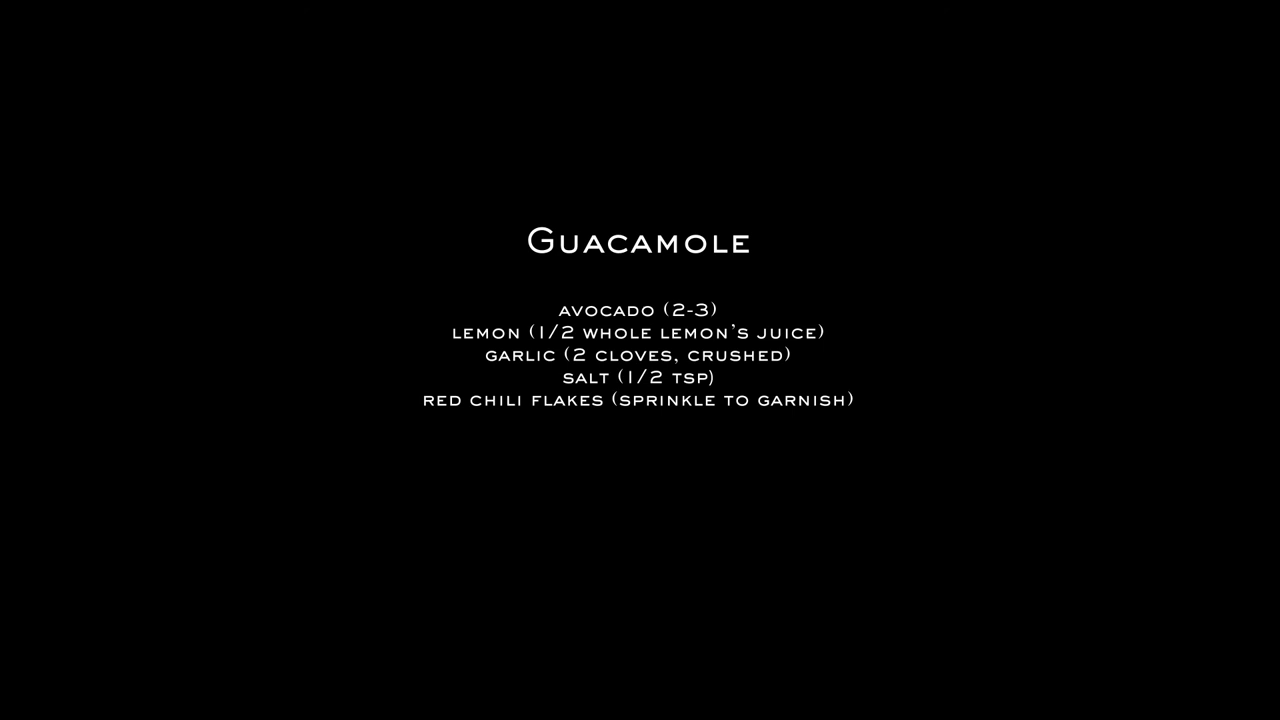 Guacamole
avocado (2-3)
lemon (1/2 whole lemon’s juice)
garlic (2 cloves, crushed)
salt (1/2 tsp)
red chili flakes (sprinkle to garnish)